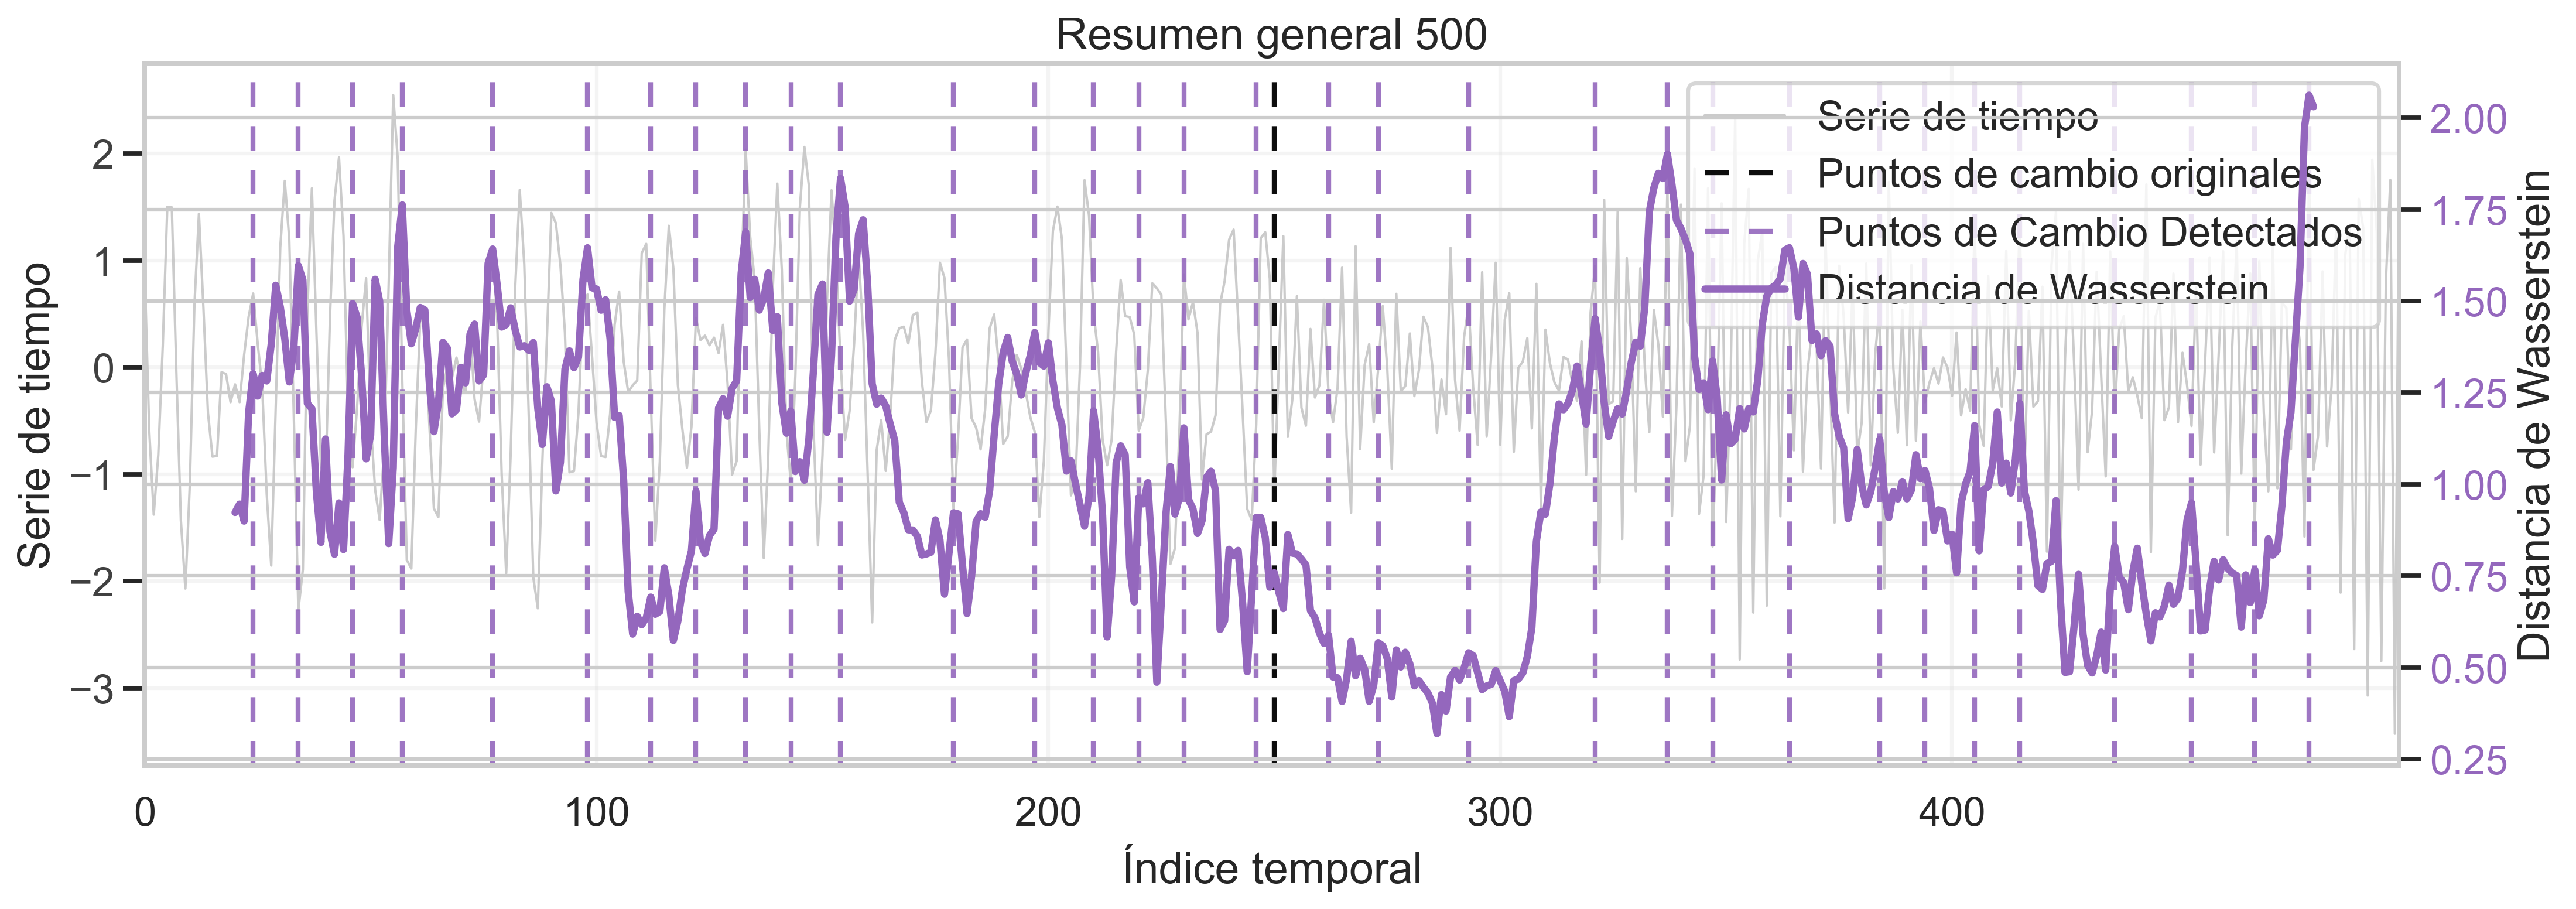 Resumen general 500
Serie de tiempo
2
1
0
−1
−2
−3
Serie de tiempo
Puntos de cambio originales
Puntos de Cambio Detectados
Distancia de Wasserstein
2.00
1.75
1.50
1.25
1.00
0.75
0.50
0.25
Distancia de Wasserstein
0
100
200
300
400
Índice temporal